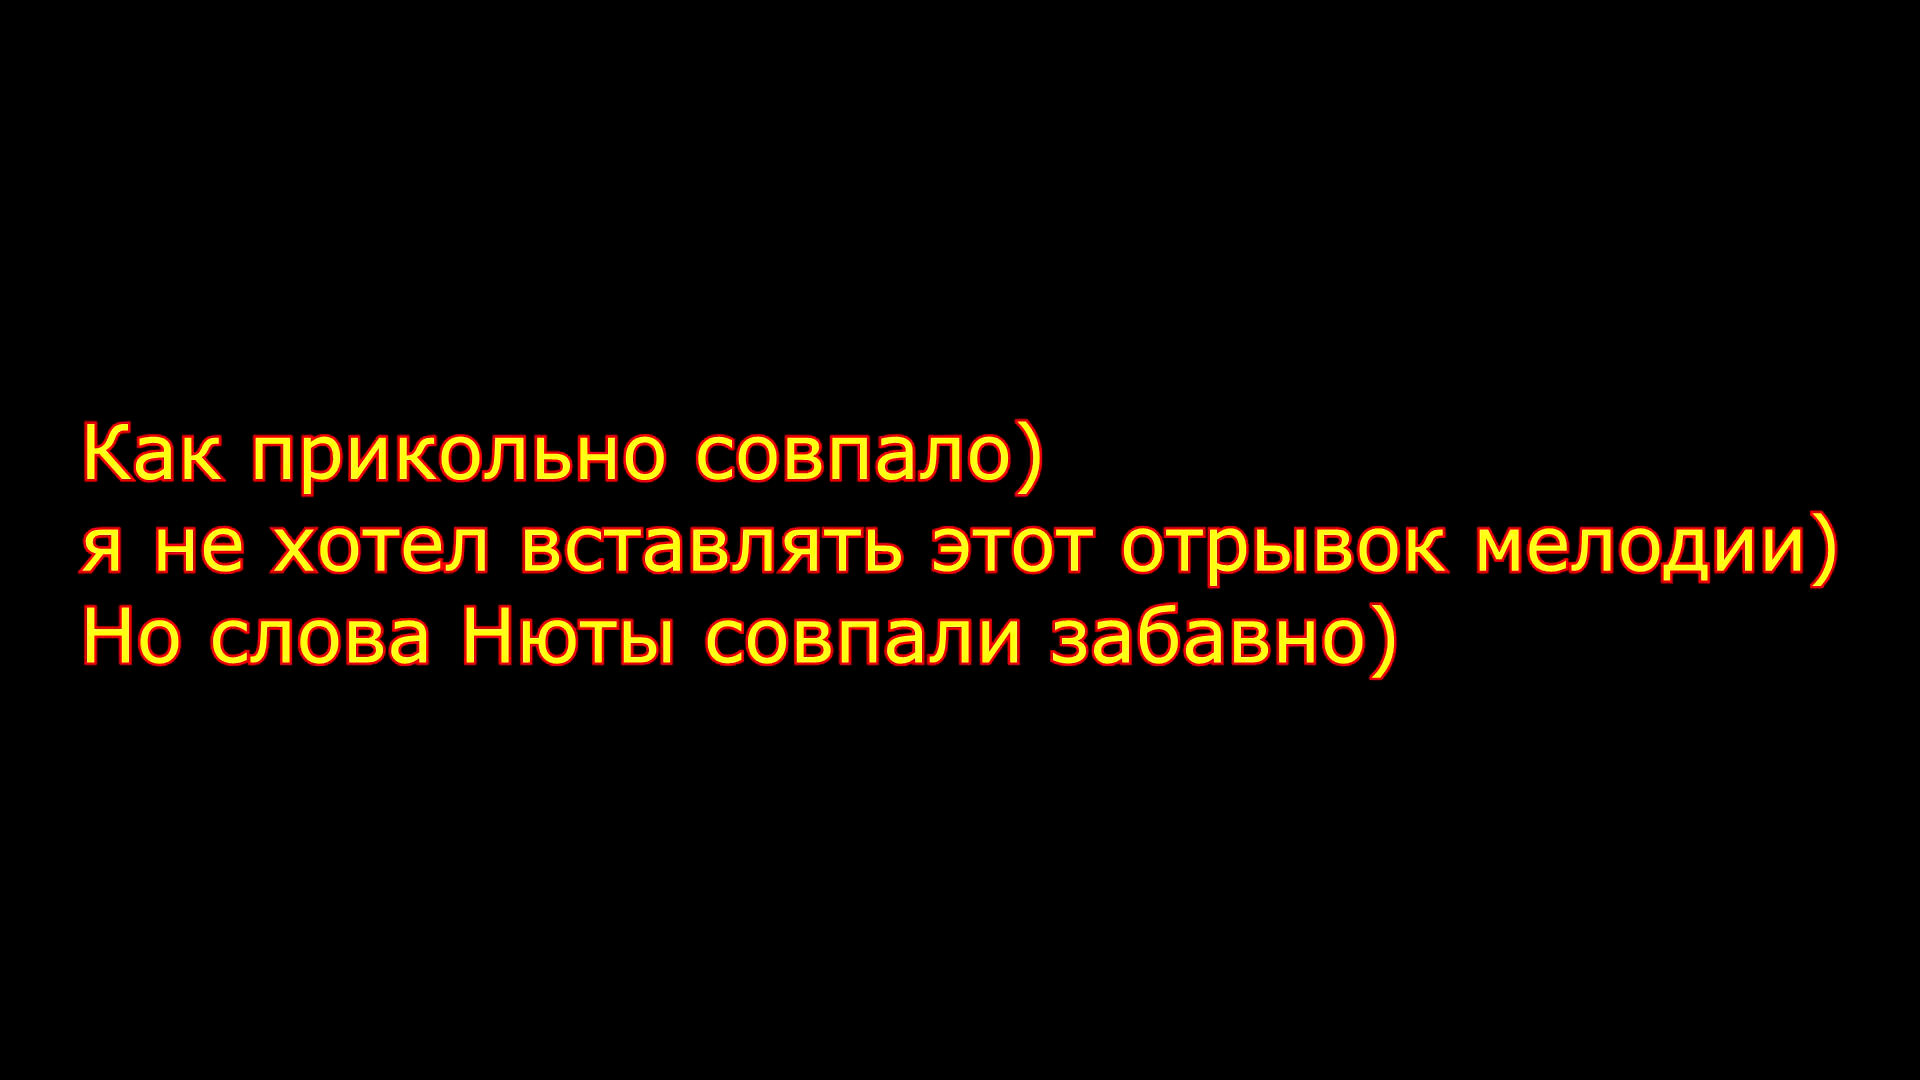 Как прикольно совпало)
я не хотел вставлять этот отрывок мелодии)
Но слова Нюты совпали забавно)